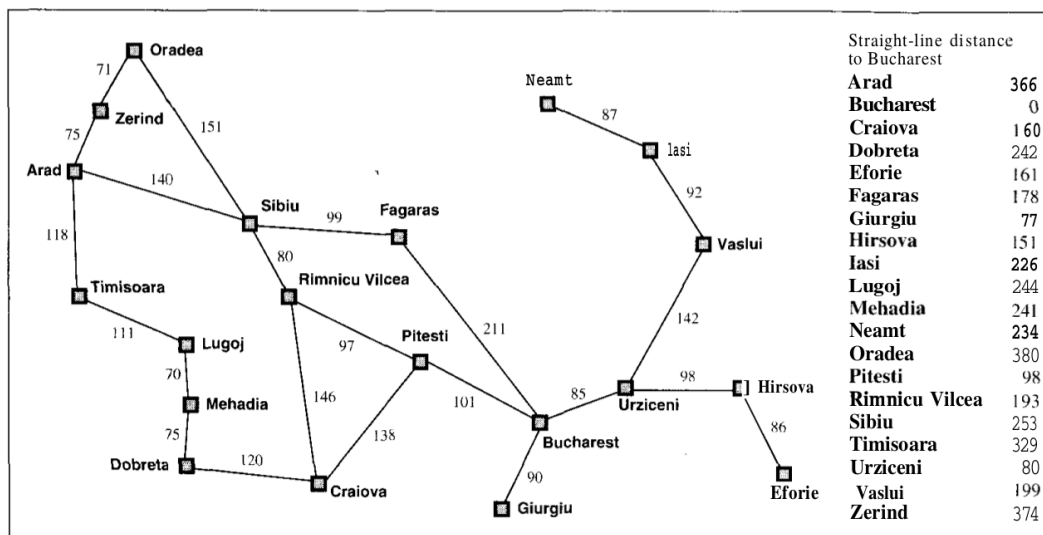 Oradea
71
Neamt
87
Zerind
151
75
Iasi
Arad
140
92
Sibiu
99
Fagaras
118
Vaslui
80
Timisoara
Rimnicu Vilcea
142
211
111
Lugoj
97
Pitesti
70
98
Hirsova
146
85
Urziceni
Mehadia
101
86
75
138
Bucharest
120
90
Dobreta
Craiova
Eforie
Giurgiu
Straight-line distance
to Bucharest
Arad 366
Bucharest 0
Craiova 160
Dobreta 242
Eforie 161
Fagaras 178
Giurgiu 77
Hirsova 151
Iasi 226
Lugoj 244
Mehadia 241
Neamt 234
Oradea 380
Pitesti 98
Rimnicu Vilcea 193
Sibiu 253
Timisoara 329
Urziceni 80
Vaslui 199
Zerind 374